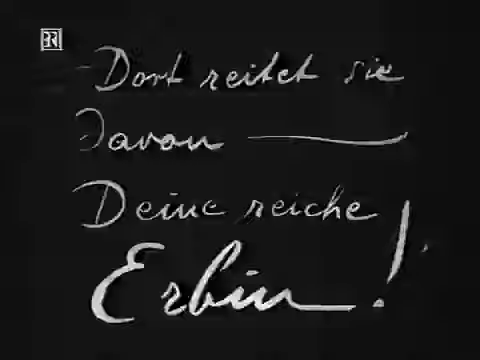 Dort reitet sie
Davon —
Deine reiche
Erbin!